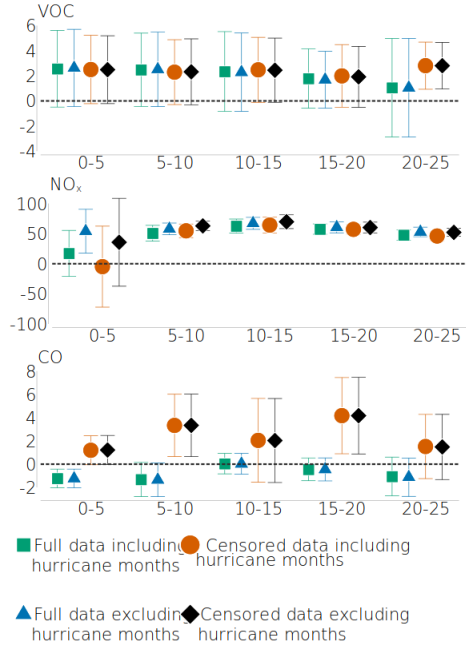 VOC
6
4
2
0
-2
-4
0-5 5-10 10-15 15-20 20-25
NOₓ
100
50
0
-50
-100
0-5 5-10 10-15 15-20 20-25
CO
8
6
4
2
0
-2
0-5 5-10 10-15 15-20 20-25
Full data including Censored data including
hurricane months hurricane months
Full data excluding Censored data excluding
hurricane months hurricane months